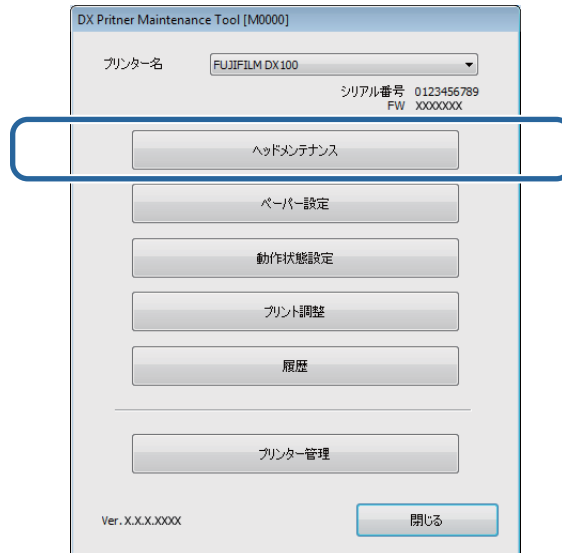 DX Pritner Maintenance Tool [M0000]
プリンター名 FUJIFILM DX100
シリアル番号 0123456789
FW XXXXXXX
ヘッドメンテナンス
ペーパー設定
動作状態設定
プリント調整
履歴
プリンター管理
Ver. X.X.X.XXXX 閉じる